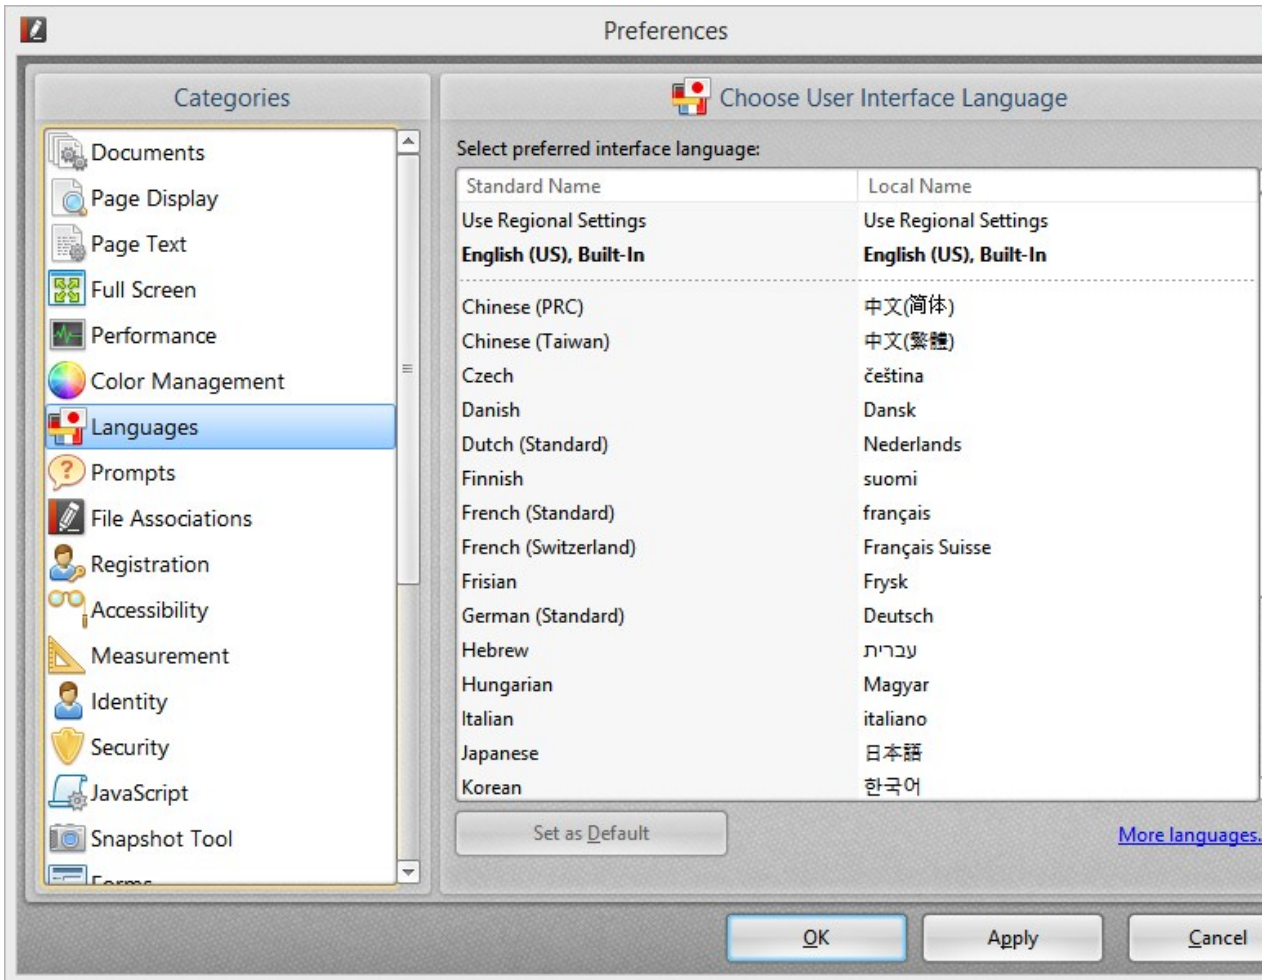 Preferences
Categories
Documents
Page Display
Page Text
Full Screen
Performance
Color Management
Languages
Prompts
File Associations
Registration
Accessibility
Measurement
Identity
Security
JavaScript
Snapshot Tool
Forms
Choose User Interface Language
Select preferred interface language:
Standard Name Local Name
Use Regional Settings Use Regional Settings
English (US), Built-In English (US), Built-In
Chinese (PRC) 中文(简体)
Chinese (Taiwan) 中文(繁體)
Czech čeština
Danish Dansk
Dutch (Standard) Nederlands
Finnish suomi
French (Standard) français
French (Switzerland) Français Suisse
Frisian Frysk
German (Standard) Deutsch
Hebrew עברית
Hungarian Magyar
Italian italiano
Japanese 日本語
Korean 한국어
Set as Default More languages.
OK Apply Cancel